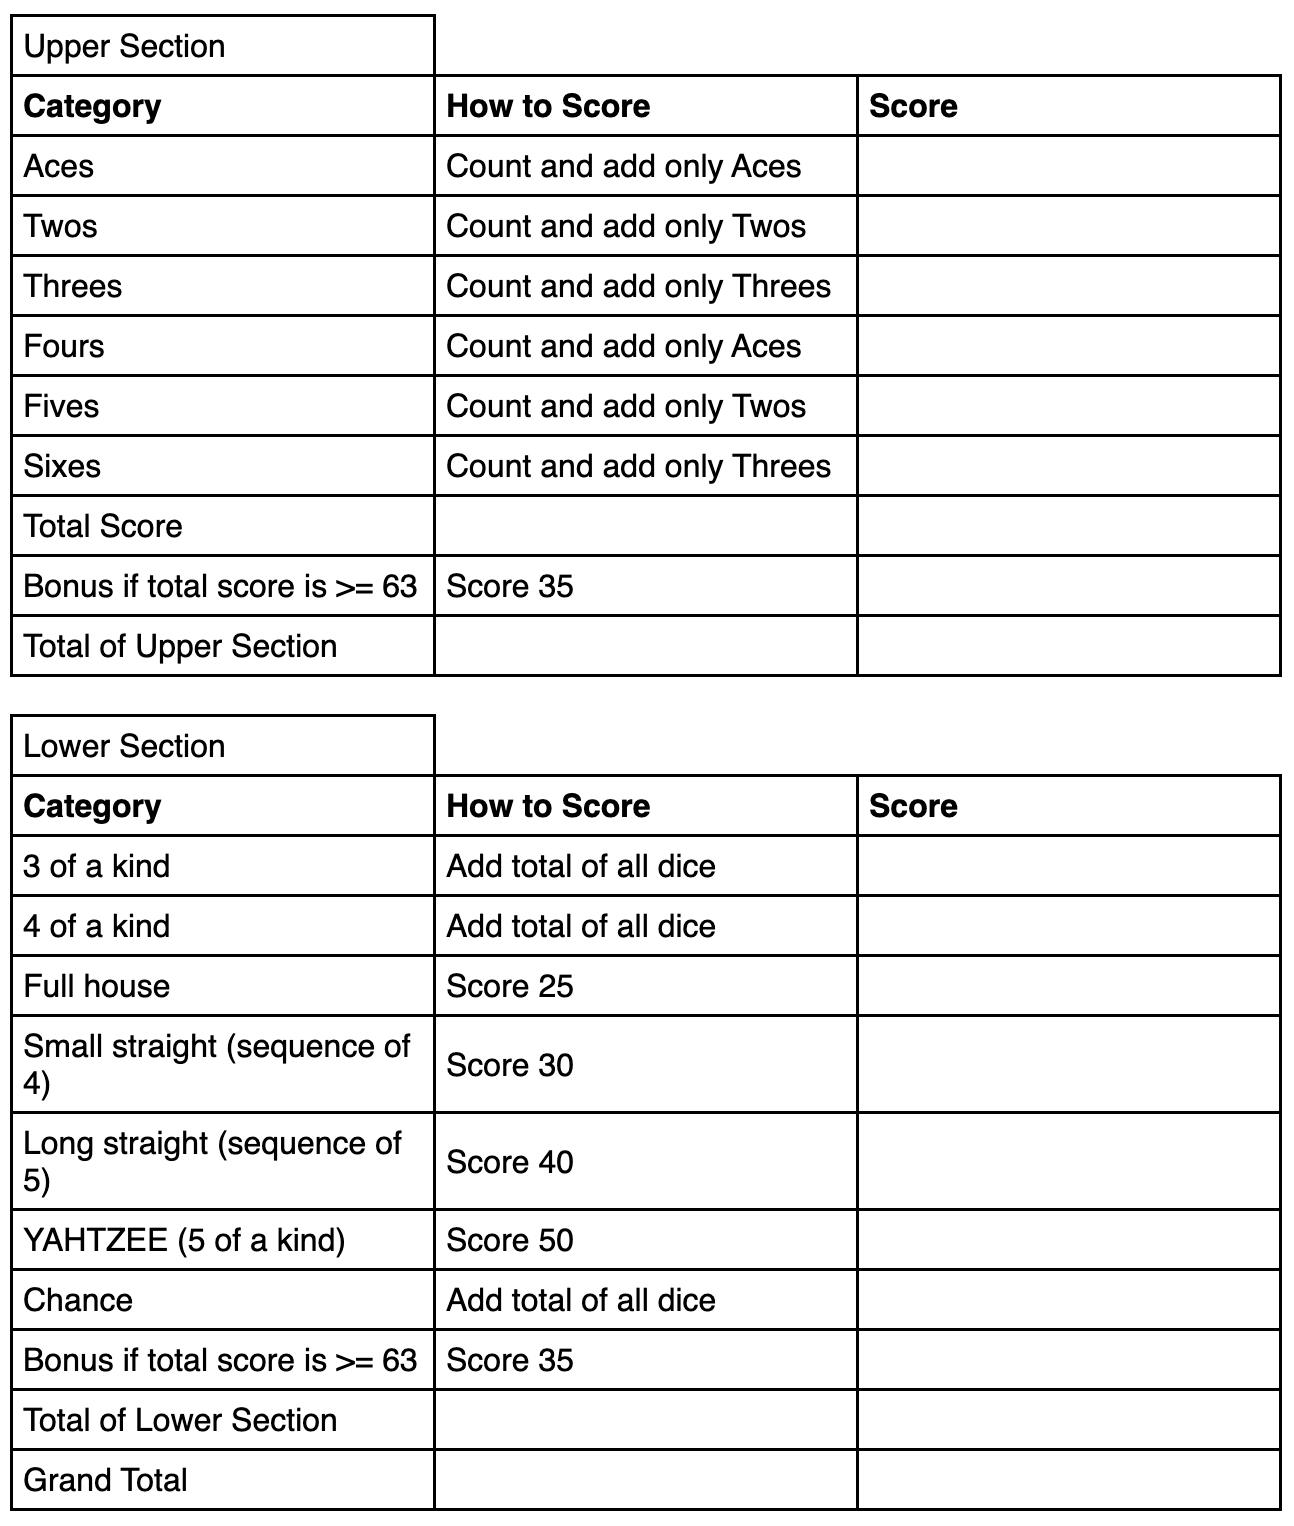 Upper Section
Category How to Score Score
Aces Count and add only Aces
Twos Count and add only Twos
Threes Count and add only Threes
Fours Count and add only Aces
Fives Count and add only Twos
Sixes Count and add only Threes
Total Score
Bonus if total score is >= 63 Score 35
Total of Upper Section
Lower Section
Category How to Score Score
3 of a kind Add total of all dice
4 of a kind Add total of all dice
Full house Score 25
Small straight (sequence of
4) Score 30
Long straight (sequence of
5) Score 40
YAHTZEE (5 of a kind) Score 50
Chance Add total of all dice
Bonus if total score is >= 63 Score 35
Total of Lower Section
Grand Total